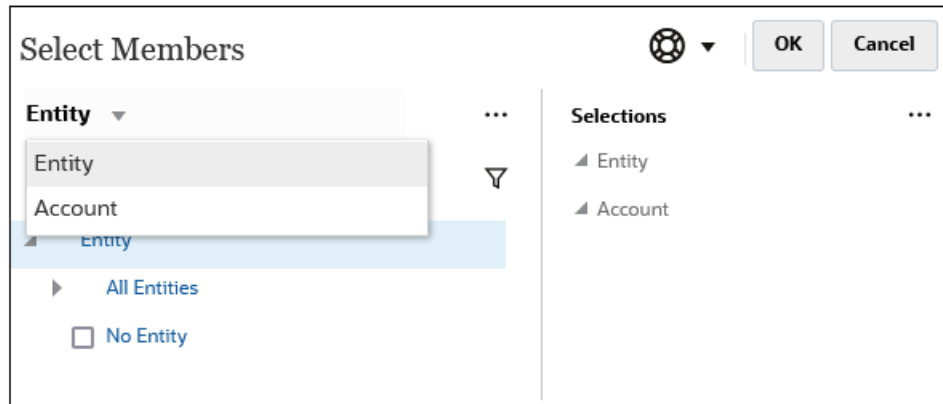 Select Members
OK
Cancel
Entity
Selections
Entity
Account
Entity
Account
Entity
All Entities
No Entity